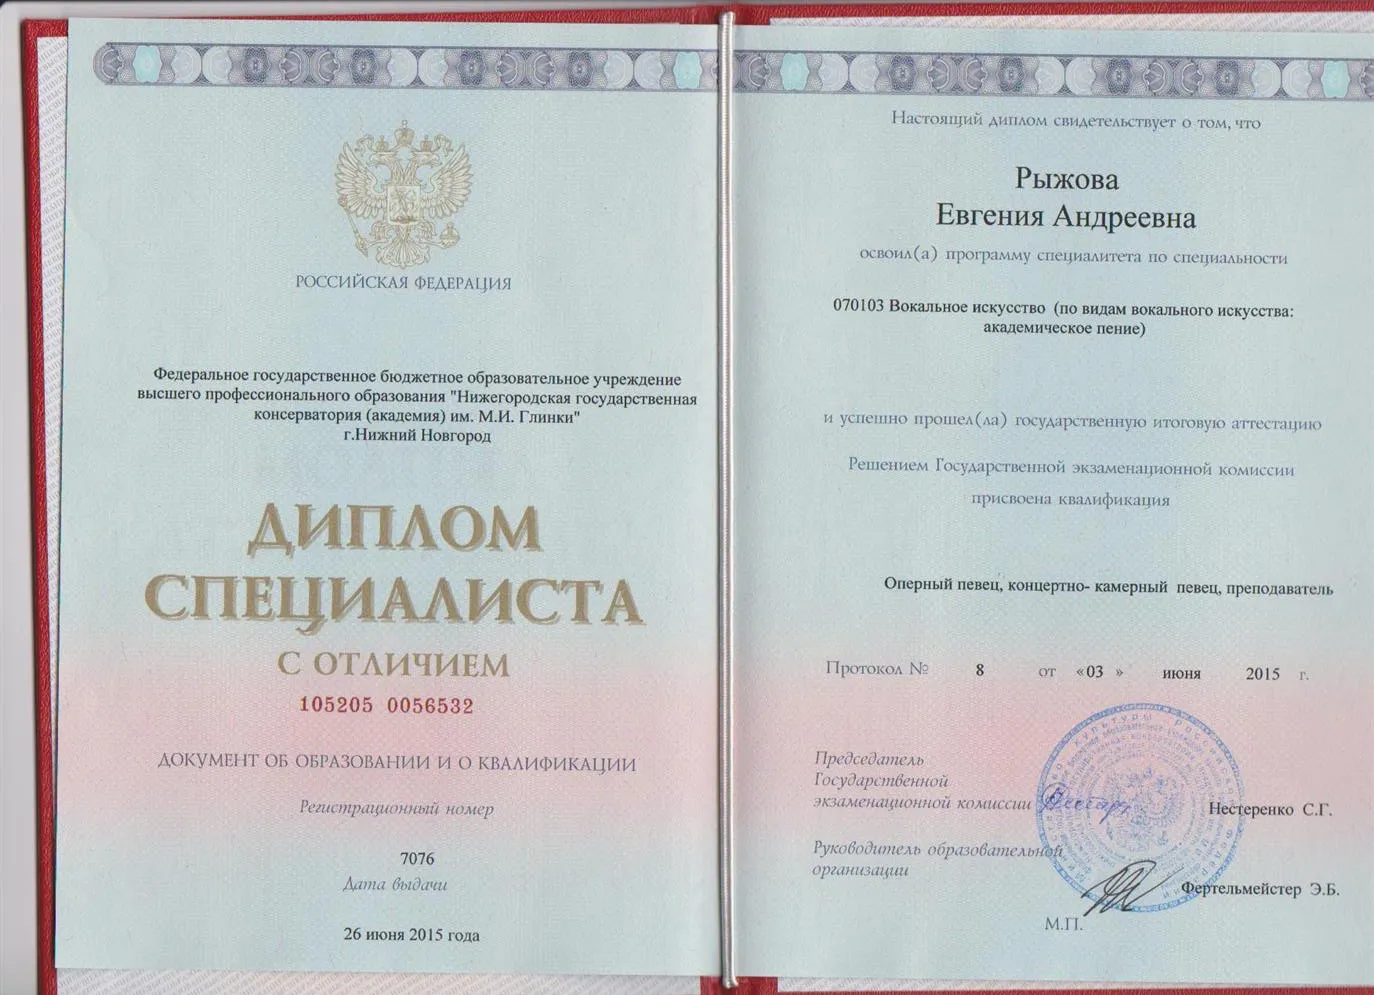 РОССИЙСКАЯ ФЕДЕРАЦИЯ
Федеральное государственное бюджетное образовательное учреждение
высшего профессионального образования "Нижегородская государственная
консерватория (академия) им. М.И. Глинки"
г.Нижний Новгород
ДИПЛОМ
СПЕЦИАЛИСТА
С ОТЛИЧИЕМ
105205 0056532
ДОКУМЕНТ ОБ ОБРАЗОВАНИИ И О КВАЛИФИКАЦИИ
Регистрационный номер
7076
Дата выдачи
26 июня 2015 года
Настоящий диплом свидетельствует о том, что
Рыжова
Евгения Андреевна
освоил(а) программу специалитета по специальности
070103 Вокальное искусство (по видам вокального искусства:
академическое пение)
и успешно прошел(ла) государственную итоговую аттестацию
Решением Государственной экзаменационной комиссии
присвоена квалификация
Оперный певец, концертно- камерный певец, преподаватель
Протокол № 8 от «03 » июня 2015 г.
Председатель
Государственной
экзаменационной комиссии
Нестеренко С.Г.
Руководитель образовательной
организации
Фертельмейстер Э.Б.
М.П.